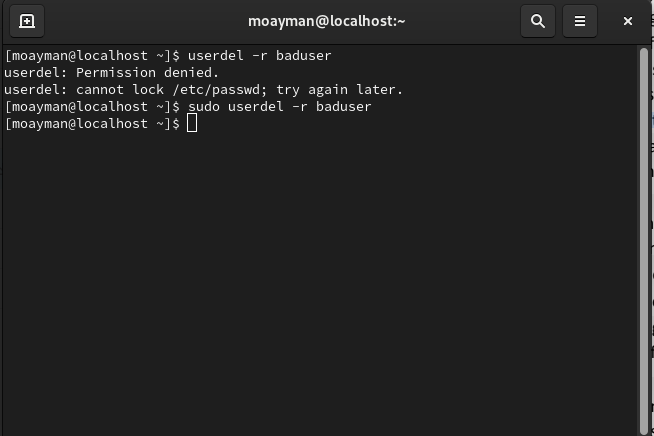 moayman@localhost:~
[moayman@localhost ~]$ userdel -r baduser
userdel: Permission denied.
userdel: cannot lock /etc/passwd; try again later.
[moayman@localhost ~]$ sudo userdel -r baduser
[moayman@localhost ~]$